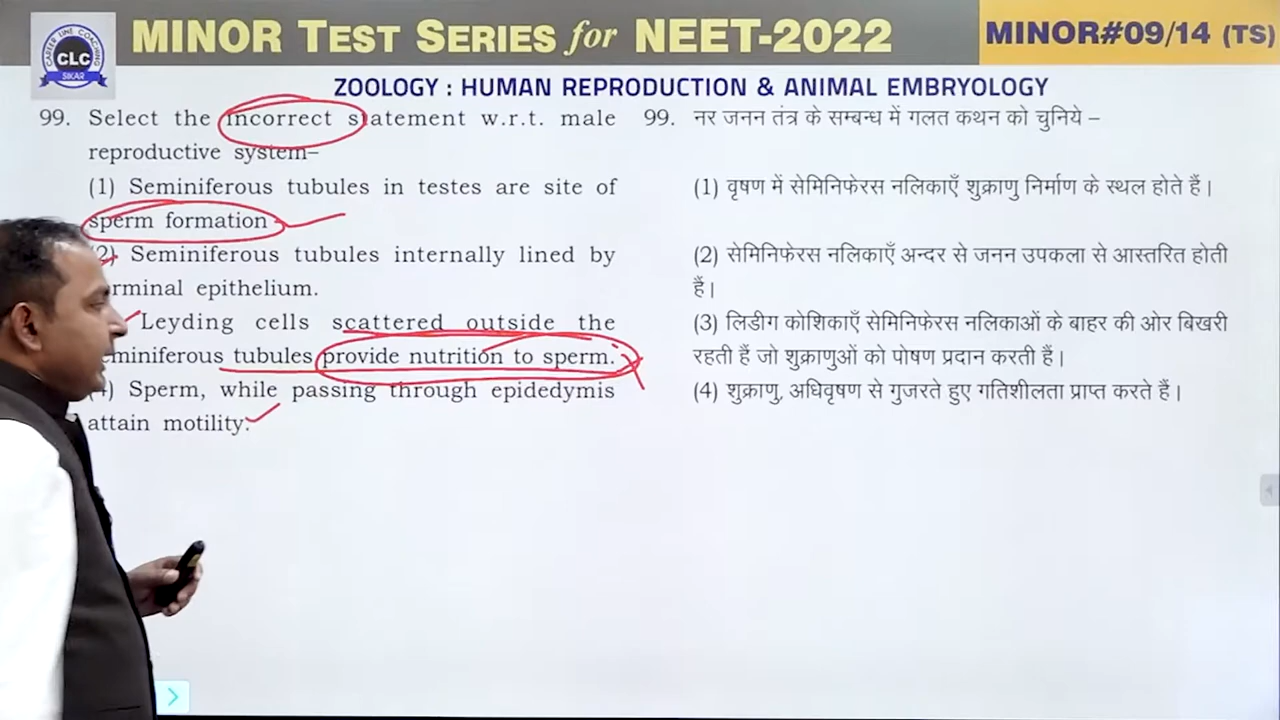 CAREER LINE COACHING
CLC
SIKAR
MINOR TEST SERIES for NEET-2022
MINOR#09/14 (TS)
ZOOLOGY : HUMAN REPRODUCTION & ANIMAL EMBRYOLOGY
99. Select the incorrect statement w.r.t. male
reproductive system–
(1) Seminiferous tubules in testes are site of
sperm formation
(2) Seminiferous tubules internally lined by
erminal epithelium.
Leyding cells scattered outside the
eminiferous tubules provide nutrition to sperm.
(4) Sperm, while passing through epidedymis
attain motility.
99. नर जनन तंत्र के सम्बन्ध में गलत कथन को चुनिये –
(1) वृषण में सेमिनिफेरस नलिकाएँ शुक्राणु निर्माण के स्थल होते हैं।
(2) सेमिनिफेरस नलिकाएँ अन्दर से जनन उपकला से आस्तरित होती
हैं।
(3) लिडीग कोशिकाएँ सेमिनिफेरस नलिकाओं के बाहर की ओर बिखरी
रहती हैं जो शुक्राणुओं को पोषण प्रदान करती हैं।
(4) शुक्राणु, अधिवृषण से गुजरते हुए गतिशीलता प्राप्त करते हैं।